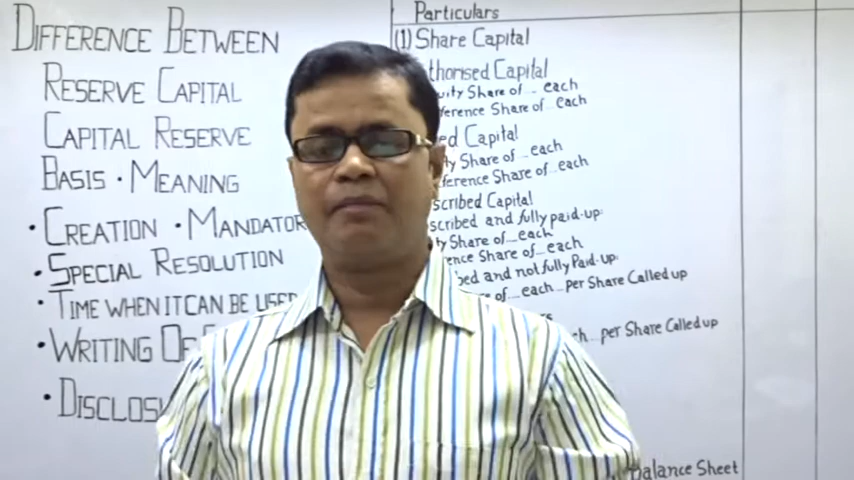 DIFFERENCE BETWEEN
RESERVE CAPITAL
CAPITAL RESERVE
BASIS • MEANING
• CREATION • MANDATOR
• SPECIAL RESOLUTION
• TIME WHEN IT CAN BE USED
• WRITING OF
• DISCLOS
Particulars
(1) Share Capital
thorised Capital
uity Share of ... each
ference Share of ... each
ed Capital
ty Share of ... each
ference Share of ... each
scribed Capital
scribed and fully paid-up:
ty Share of ... each
ence Share of ... each
bed and not fully Paid-up:
of ... each ... Per Share Called up
ch ... per Share Called up
Balance Sheet